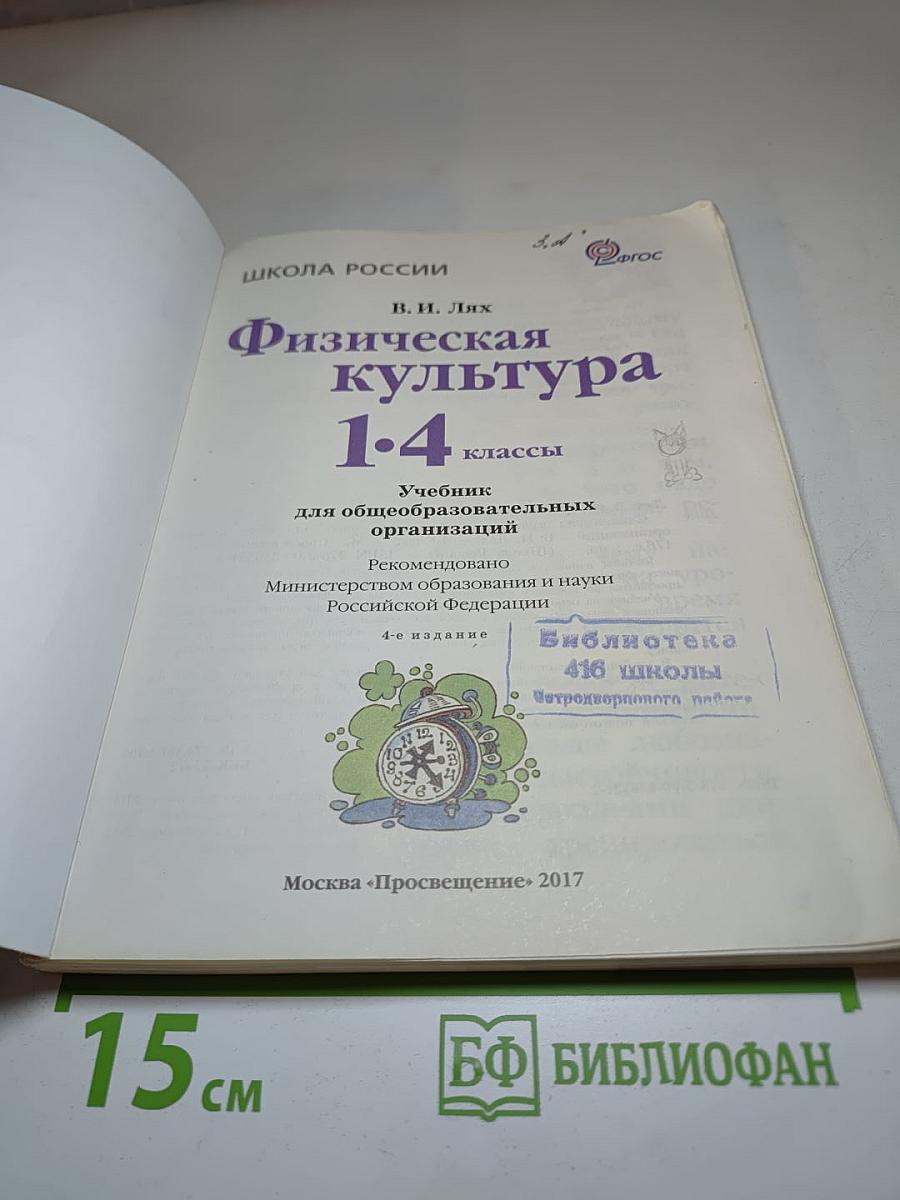 З.А
ФГОС
ШКОЛА РОССИИ
В. И. Лях
Физическая
культура
1•4 классы
Учебник
для общеобразовательных
организаций
Рекомендовано
Министерством образования и науки
Российской Федерации
4-е издание
Библиотека
416 школы
Петродворцового района
Москва «Просвещение» 2017
15 см
БФ БИБЛИОФАН